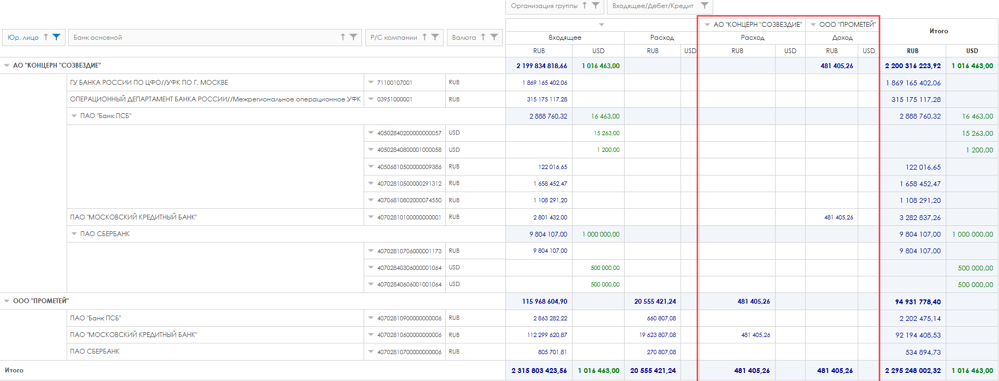 Организация группы Входящее/Дебет/Кредит
АО "КОНЦЕРН "СОЗВЕЗДИЕ" ООО "ПРОМЕТЕЙ" Итого
Юр. лицо Банк основной Р/С компании Валюта Входящее Расход Расход Доход
RUB USD RUB USD RUB USD RUB USD RUB USD
АО "КОНЦЕРН "СОЗВЕЗДИЕ" 2 199 834 818,66 1 016 463,00 481 405,26 2 200 316 223,92 1 016 463,00
ГУ БАНКА РОССИИ ПО ЦФО//УФК ПО Г. МОСКВЕ 71100107001 RUB 1 869 165 402,06 1 869 165 402,06
ОПЕРАЦИОННЫЙ ДЕПАРТАМЕНТ БАНКА РОССИИ//Межрегиональное операционное УФК 03951000001 RUB 315 175 117,28 315 175 117,28
ПАО "Банк ПСБ" 2 888 760,32 16 463,00 2 888 760,32 16 463,00
40502840200000000057 USD 15 263,00 15 263,00
40502840800001000058 USD 1 200,00 1 200,00
40506810500000009386 RUB 122 016,65 122 016,65
40702810500000291312 RUB 1 658 452,47 1 658 452,47
40706810802000074550 RUB 1 108 291,20 1 108 291,20
ПАО "МОСКОВСКИЙ КРЕДИТНЫЙ БАНК" 40702810100000000001 RUB 2 801 432,00 481 405,26 3 282 837,26
ПАО СБЕРБАНК 9 804 107,00 1 000 000,00 9 804 107,00 1 000 000,00
40702810706000001173 RUB 9 804 107,00 9 804 107,00
40702840306000001064 USD 500 000,00 500 000,00
40702840606001001064 USD 500 000,00 500 000,00
ООО "ПРОМЕТЕЙ" 115 968 604,90 20 555 421,24 481 405,26 94 931 778,40
ПАО "Банк ПСБ" 40702810900000000006 RUB 2 863 282,22 660 807,08 2 202 475,14
ПАО "МОСКОВСКИЙ КРЕДИТНЫЙ БАНК" 40702810600000000006 RUB 112 299 620,87 19 623 807,08 481 405,26 92 194 408,53
ПАО СБЕРБАНК 40702810700000000006 RUB 805 701,81 270 807,08 534 894,73
Итого 2 315 803 423,56 1 016 463,00 20 555 421,24 481 405,26 481 405,26 2 295 248 002,32 1 016 463,00